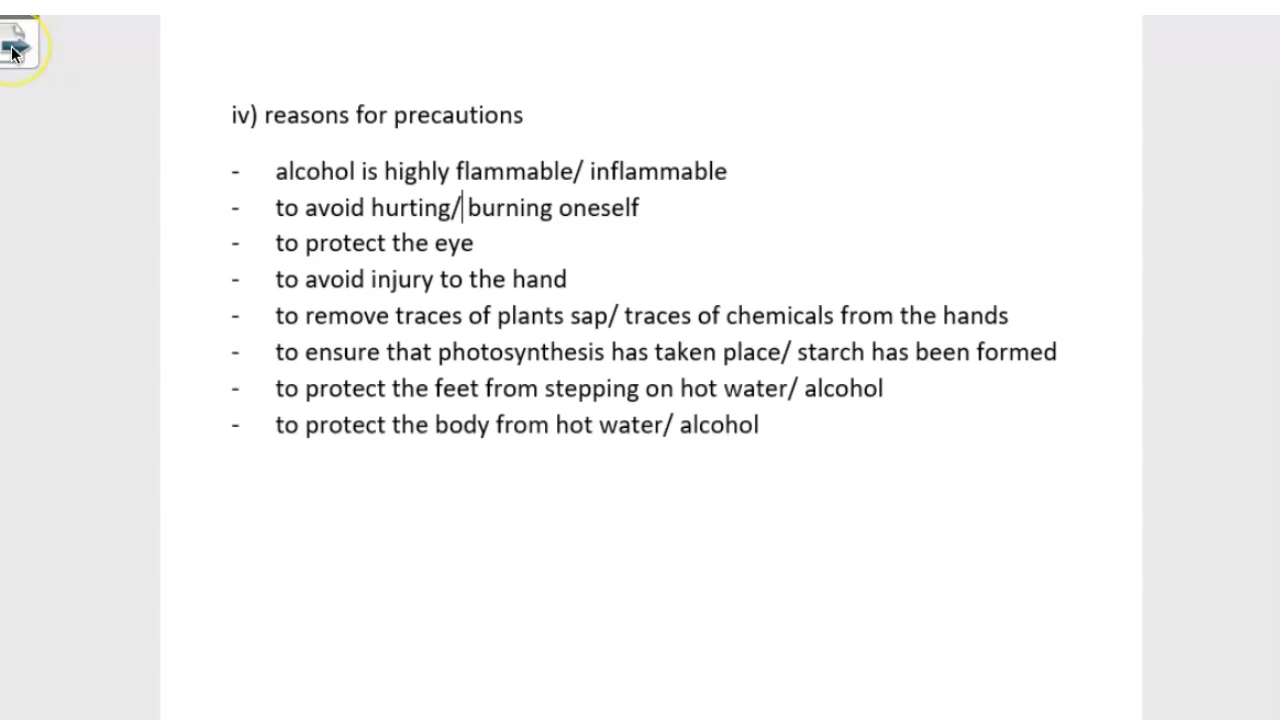 iv) reasons for precautions
- alcohol is highly flammable/ inflammable
- to avoid hurting/ burning oneself
- to protect the eye
- to avoid injury to the hand
- to remove traces of plants sap/ traces of chemicals from the hands
- to ensure that photosynthesis has taken place/ starch has been formed
- to protect the feet from stepping on hot water/ alcohol
- to protect the body from hot water/ alcohol